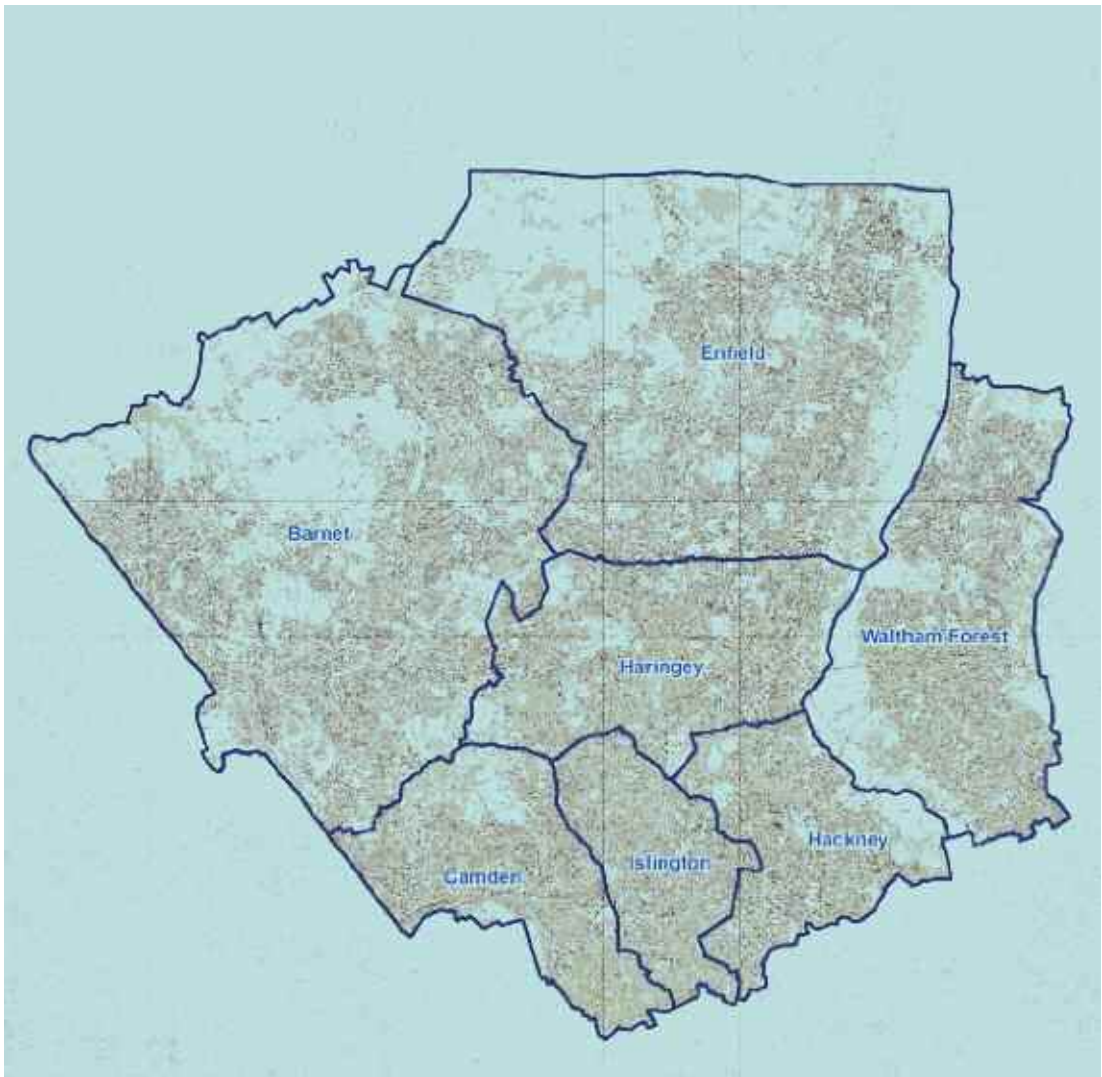 Enfield
Barnet
Waltham Forest
Haringey
Hackney
Islington
Camden